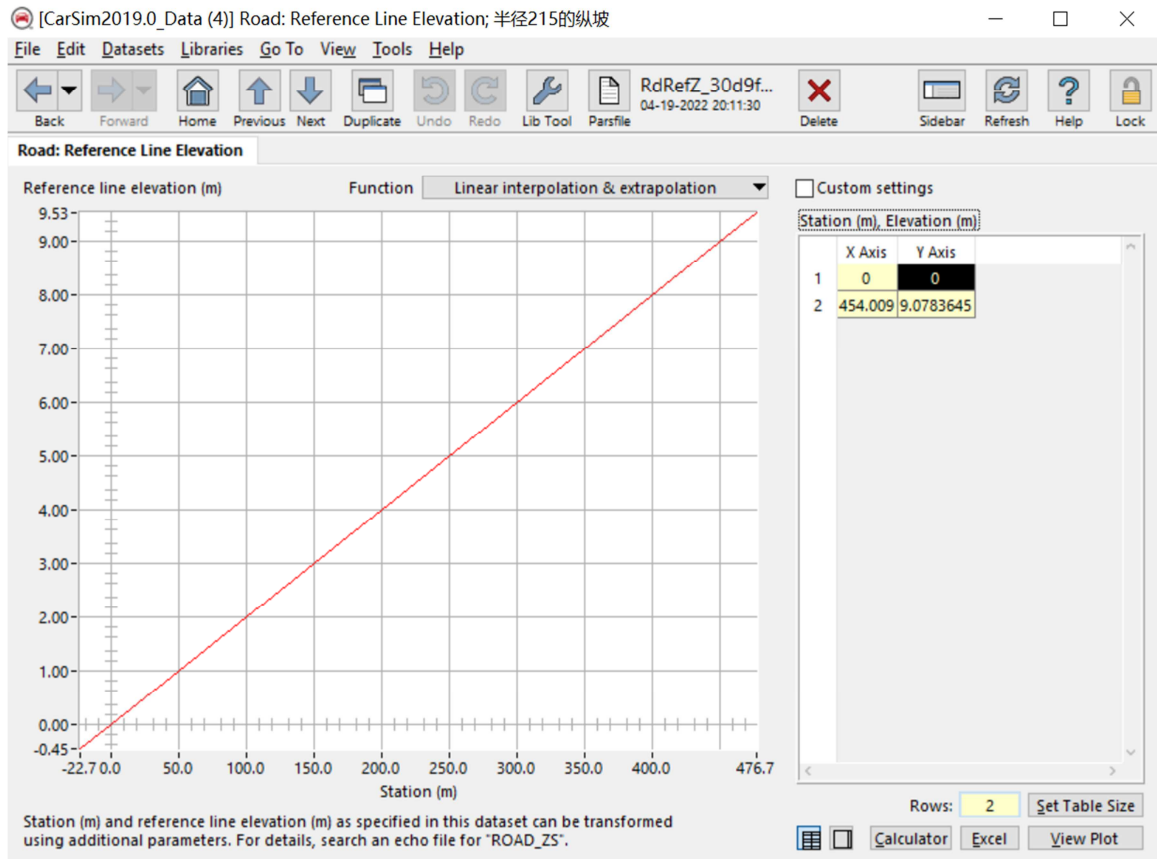 [CarSim2019.0_Data (4)] Road: Reference Line Elevation; 半径215的纵坡
File Edit Datasets Libraries Go To View Tools Help
RdRefZ_30d9f...
04-19-2022 20:11:30
Back Forward Home Previous Next Duplicate Undo Redo Lib Tool Parsfile Delete Sidebar Refresh Help Lock
Road: Reference Line Elevation
Reference line elevation (m) Function Linear interpolation & extrapolation Custom settings
Station (m), Elevation (m)
X Axis Y Axis
1 0 0
2 454.009 9.0783645
9.53
9.00
8.00
7.00
6.00
5.00
4.00
3.00
2.00
1.00
0.00
-0.45
-22.7 0.0 50.0 100.0 150.0 200.0 250.0 300.0 350.0 400.0 476.7
Station (m)
Rows: 2 Set Table Size
Station (m) and reference line elevation (m) as specified in this dataset can be transformed
using additional parameters. For details, search an echo file for "ROAD_ZS".
Calculator Excel View Plot